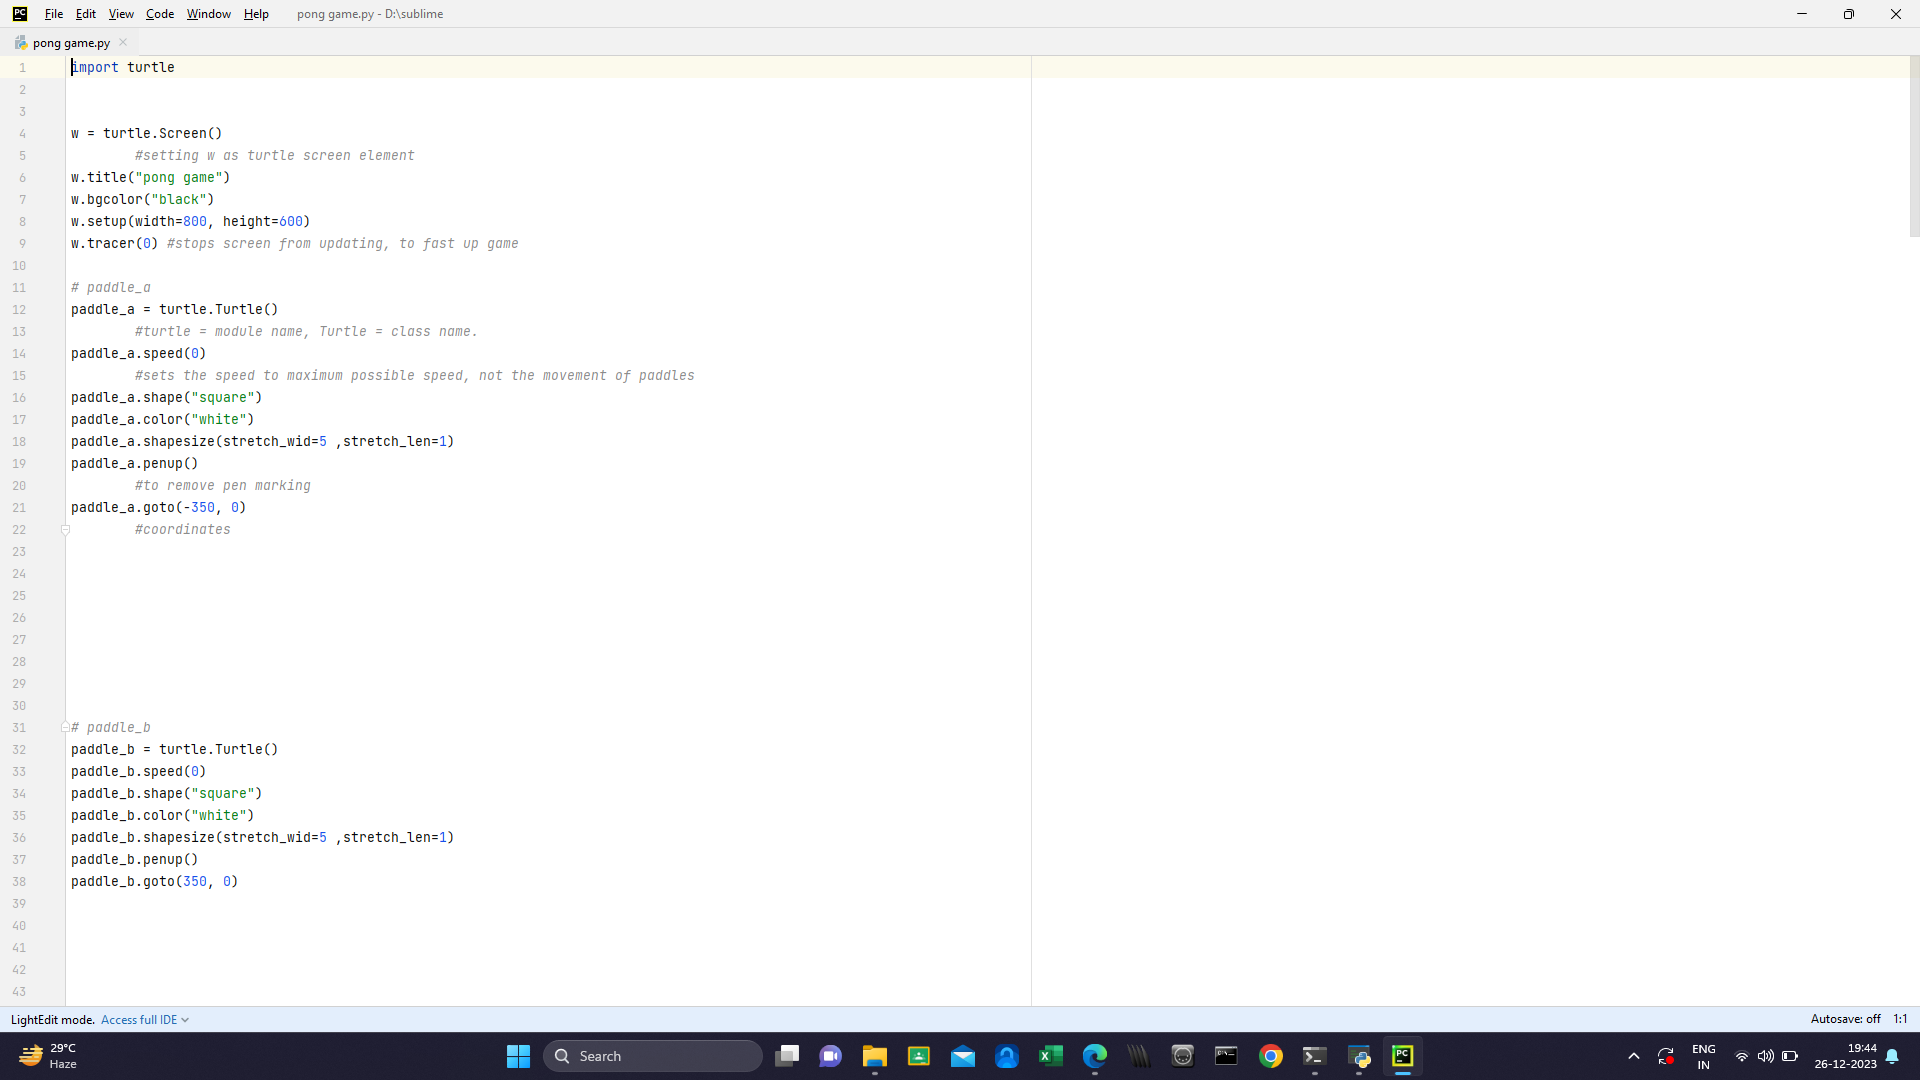 PC File Edit View Code Window Help pong game.py - D:\sublime
pong game.py
1 import turtle
2
3
4 w = turtle.Screen()
5 #setting w as turtle screen element
6 w.title("pong game")
7 w.bgcolor("black")
8 w.setup(width=800, height=600)
9 w.tracer(0) #stops screen from updating, to fast up game
10
11 # paddle_a
12 paddle_a = turtle.Turtle()
13 #turtle = module name, Turtle = class name.
14 paddle_a.speed(0)
15 #sets the speed to maximum possible speed, not the movement of paddles
16 paddle_a.shape("square")
17 paddle_a.color("white")
18 paddle_a.shapesize(stretch_wid=5 ,stretch_len=1)
19 paddle_a.penup()
20 #to remove pen marking
21 paddle_a.goto(-350, 0)
22 #coordinates
23
24
25
26
27
28
29
30
31 # paddle_b
32 paddle_b = turtle.Turtle()
33 paddle_b.speed(0)
34 paddle_b.shape("square")
35 paddle_b.color("white")
36 paddle_b.shapesize(stretch_wid=5 ,stretch_len=1)
37 paddle_b.penup()
38 paddle_b.goto(350, 0)
39
40
41
42
43
LightEdit mode. Access full IDE Autosave: off 1:1
29°C
Haze
Search
PC
ENG
IN
19:44
26-12-2023